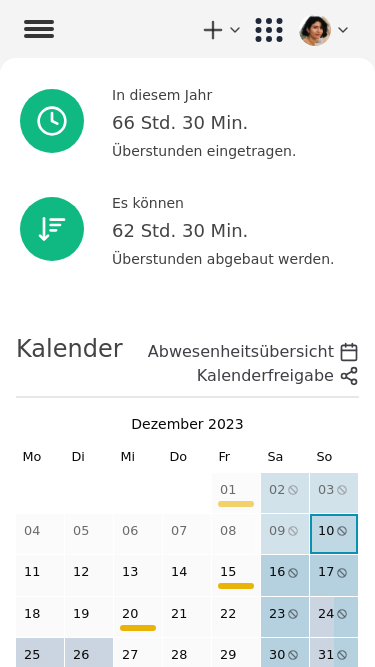 In diesem Jahr
66 Std. 30 Min.
Überstunden eingetragen.
Es können
62 Std. 30 Min.
Überstunden abgebaut werden.
Kalender
Abwesenheitsübersicht
Kalenderfreigabe
Dezember 2023
Mo Di Mi Do Fr Sa So
01 02 03
04 05 06 07 08 09 10
11 12 13 14 15 16 17
18 19 20 21 22 23 24
25 26 27 28 29 30 31